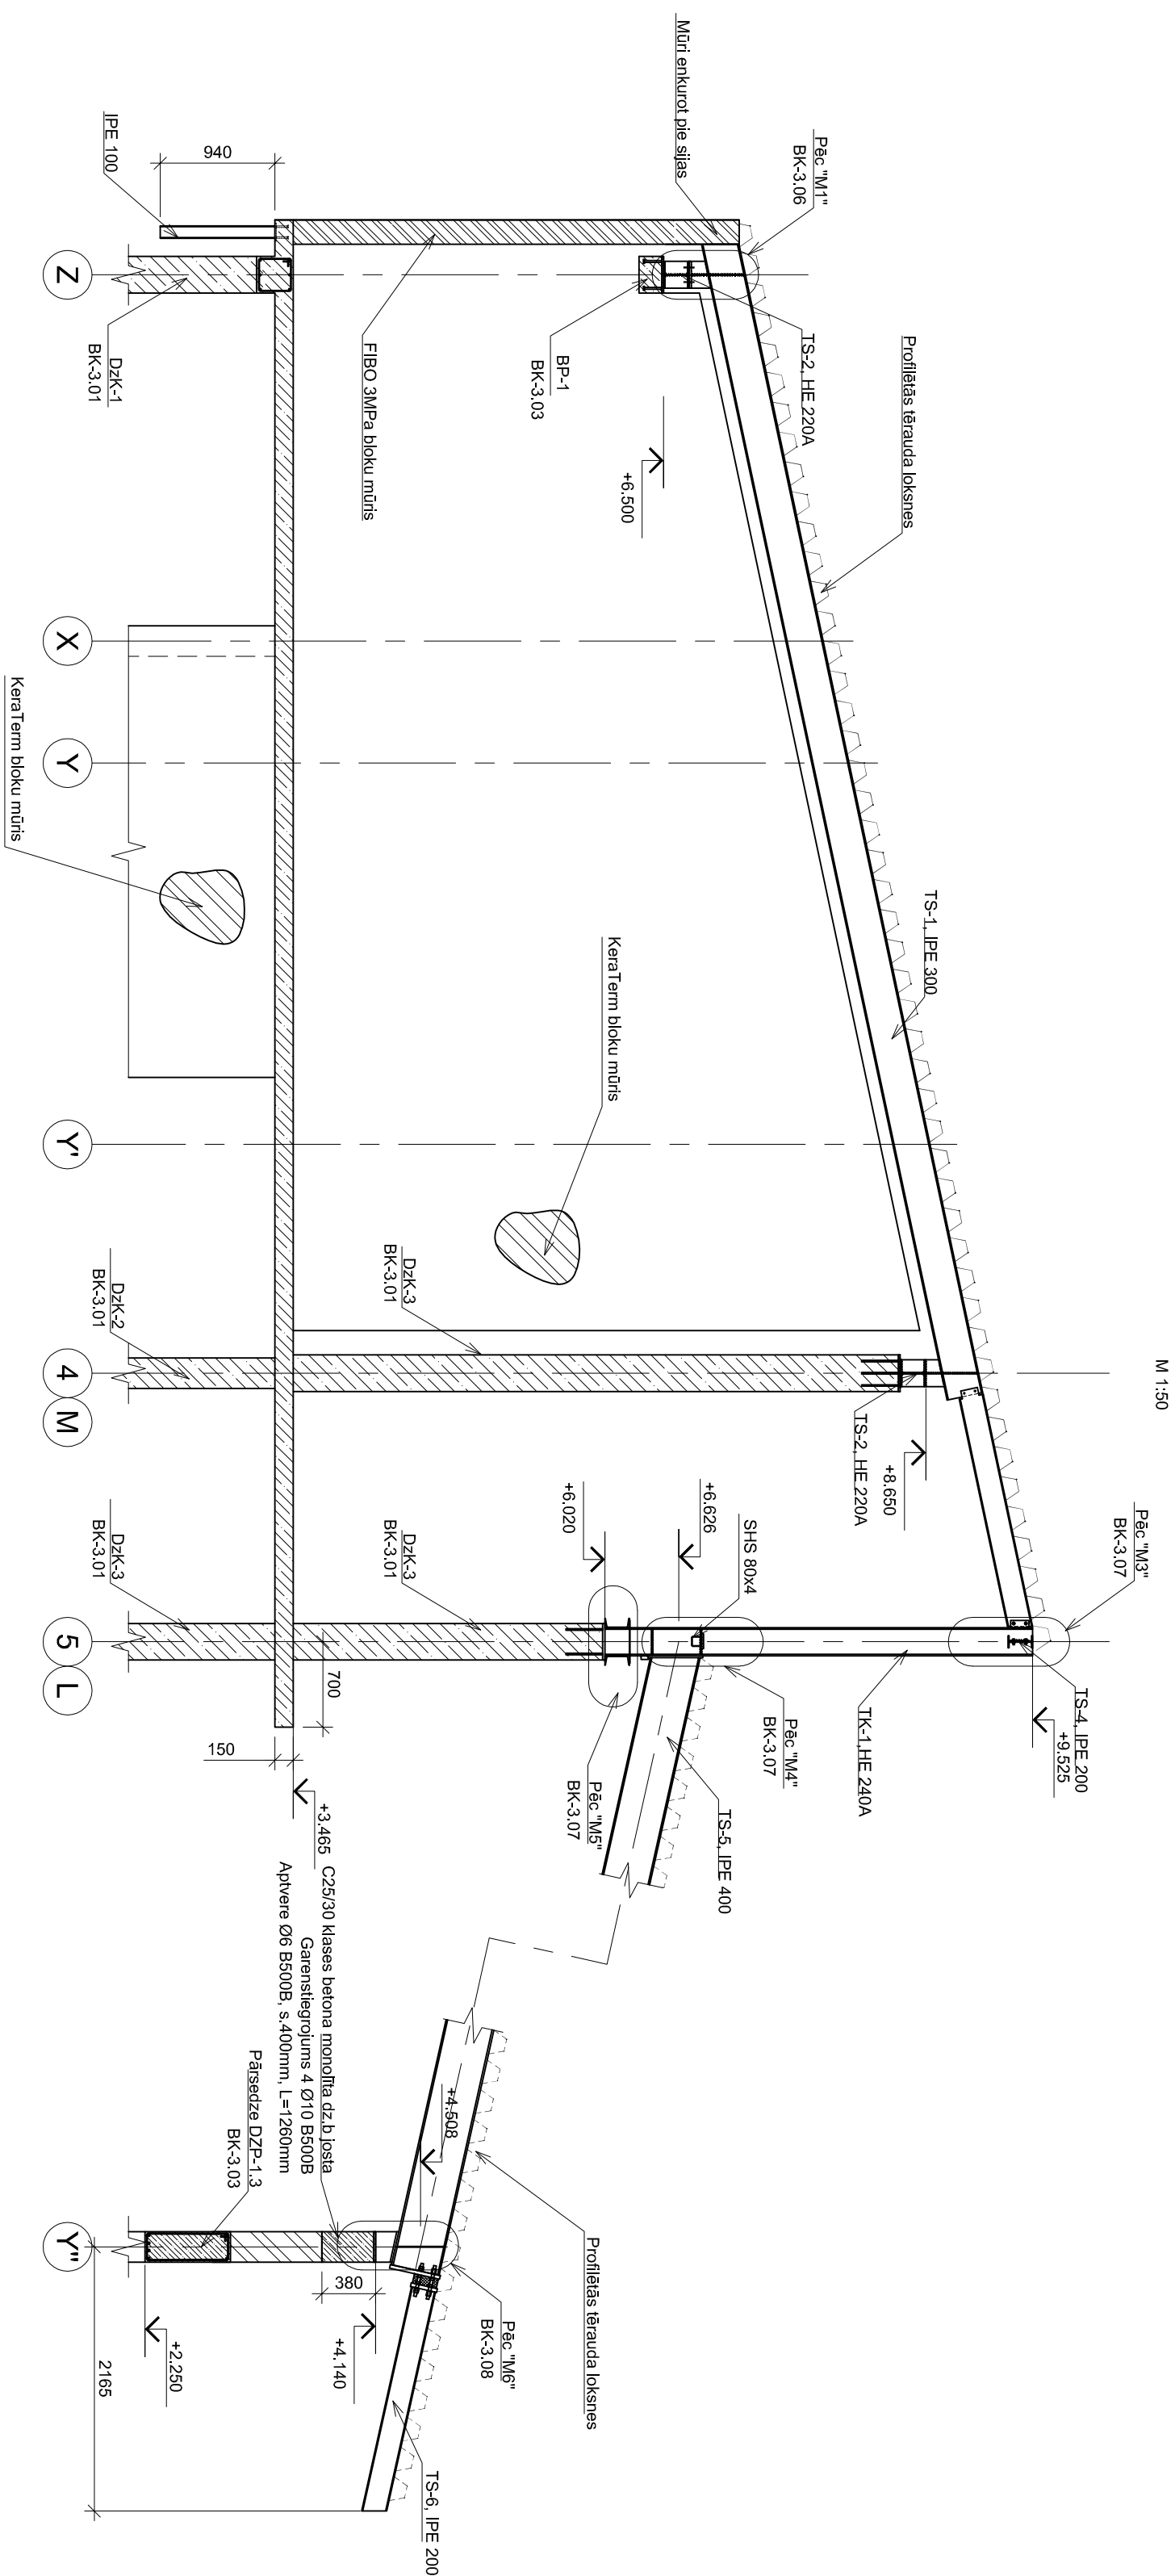 M 1:50
Mūri enkurot pie sijas
Pēc "M1"
BK-3.06
TS-2, HE 220A
Profilētās tērauda loksnes
BP-1
BK-3.03
+6.500
FIBO 3MPa bloku mūris
IPE 100
940
DzK-1
BK-3.01
Z
X
Y
KeraTerm bloku mūris
TS-1, IPE 300
KeraTerm bloku mūris
Y'
DzK-3
BK-3.01
DzK-2
BK-3.01
4
M
TS-2, HE 220A
+8.650
Pēc "M3"
BK-3.07
TS-4, IPE 200
+9.525
TK-1,HE 240A
SHS 80x4
+6.626
+6.020
Pēc "M4"
BK-3.07
TS-5, IPE 400
Pēc "M5"
BK-3.07
DzK-3
BK-3.01
DzK-3
BK-3.01
5
L
700
150
+3.465
C25/30 klases betona monolīta dz.b.josta
Garenstiegrojums 4 Ø10 B500B
Aptvere Ø6 B500B, s.400mm, L=1260mm
Pārsedze DZP-1.3
BK-3.03
+4.508
Profilētās tērauda loksnes
Pēc "M6"
BK-3.08
380
+4.140
+2.250
TS-6, IPE 200
2165
Y"